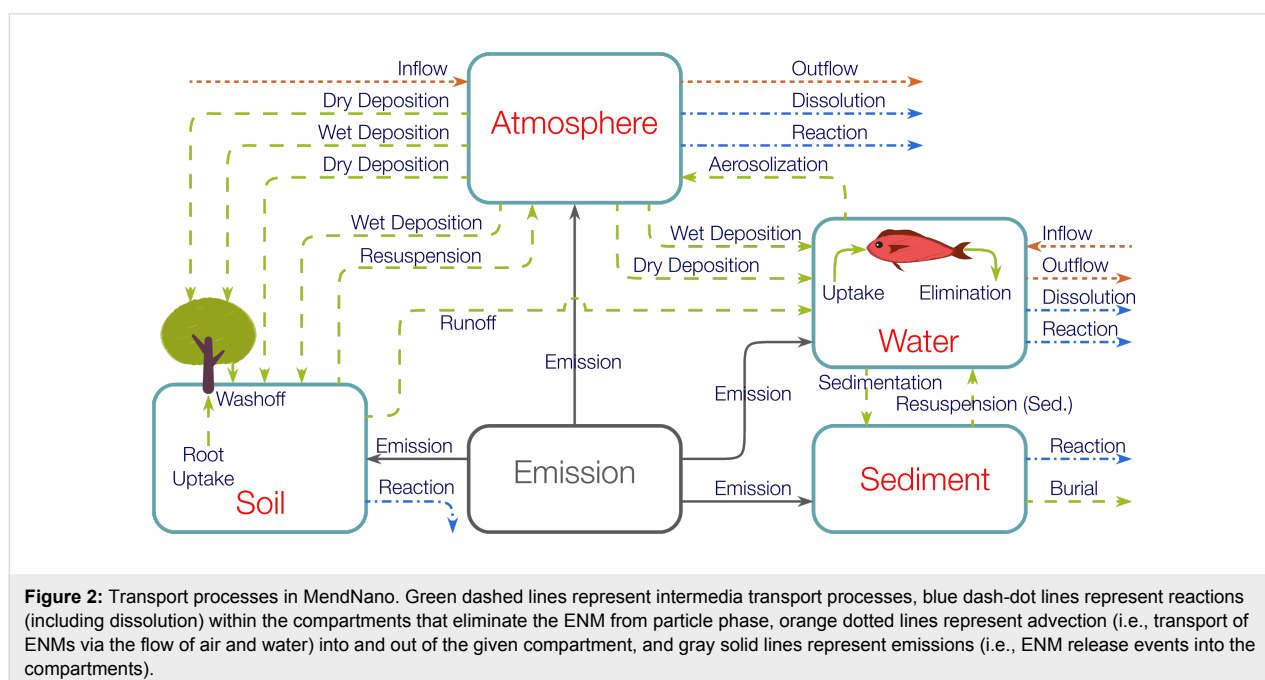 Inflow
Outflow
Dry Deposition
Dissolution
Wet Deposition
Atmosphere
Reaction
Dry Deposition
Aerosolization
Wet Deposition
Resuspension
Wet Deposition
Dry Deposition
Inflow
Outflow
Uptake
Elimination
Dissolution
Runoff
Reaction
Water
Emission
Sedimentation
Emission
Washoff
Resuspension (Sed.)
Root
Uptake
Emission
Emission
Reaction
Sediment
Reaction
Emission
Burial
Soil
Figure 2: Transport processes in MendNano. Green dashed lines represent intermedia transport processes, blue dash-dot lines represent reactions
(including dissolution) within the compartments that eliminate the ENM from particle phase, orange dotted lines represent advection (i.e., transport of
ENMs via the flow of air and water) into and out of the given compartment, and gray solid lines represent emissions (i.e., ENM release events into the
compartments).